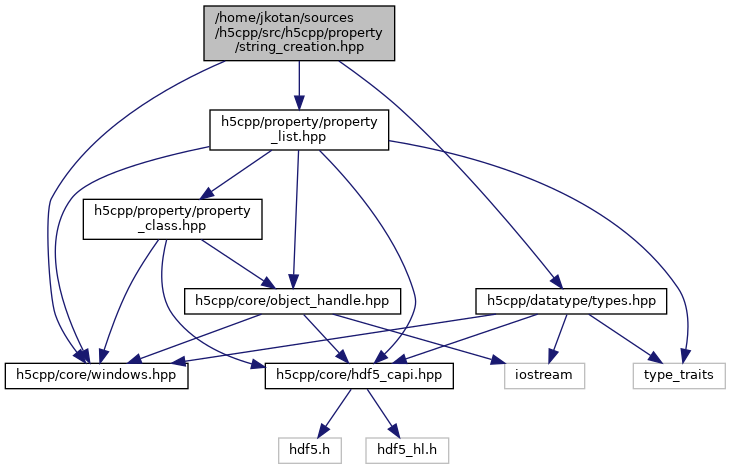 /home/jkotan/sources
/h5cpp/src/h5cpp/property
/string_creation.hpp
h5cpp/property/property
_list.hpp
h5cpp/property/property
_class.hpp
h5cpp/core/object_handle.hpp
h5cpp/datatype/types.hpp
h5cpp/core/windows.hpp
h5cpp/core/hdf5_capi.hpp
iostream
type_traits
hdf5.h
hdf5_hl.h